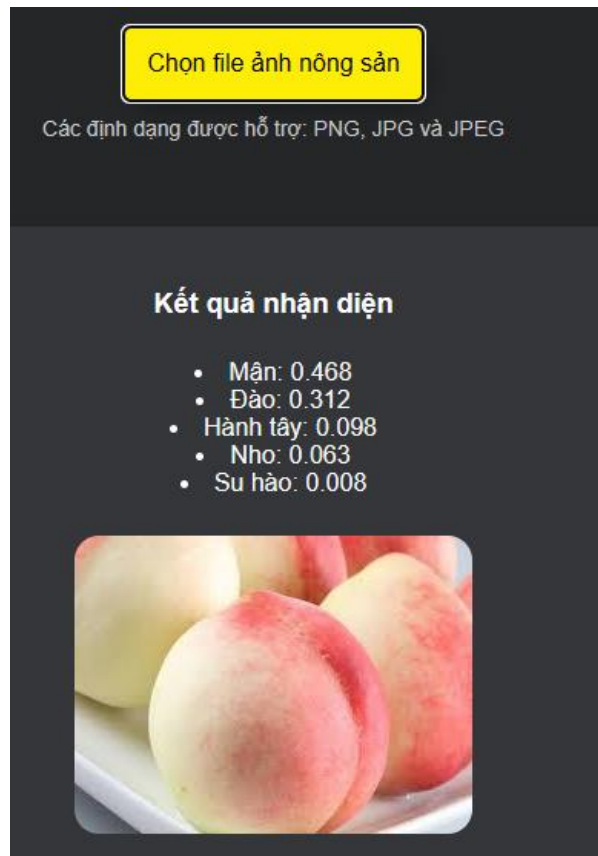 Chọn file ảnh nông sản
Các định dạng được hỗ trợ: PNG, JPG và JPEG
Kết quả nhận diện
• Mận: 0.468
• Đào: 0.312
• Hành tây: 0.098
• Nho: 0.063
• Su hào: 0.008